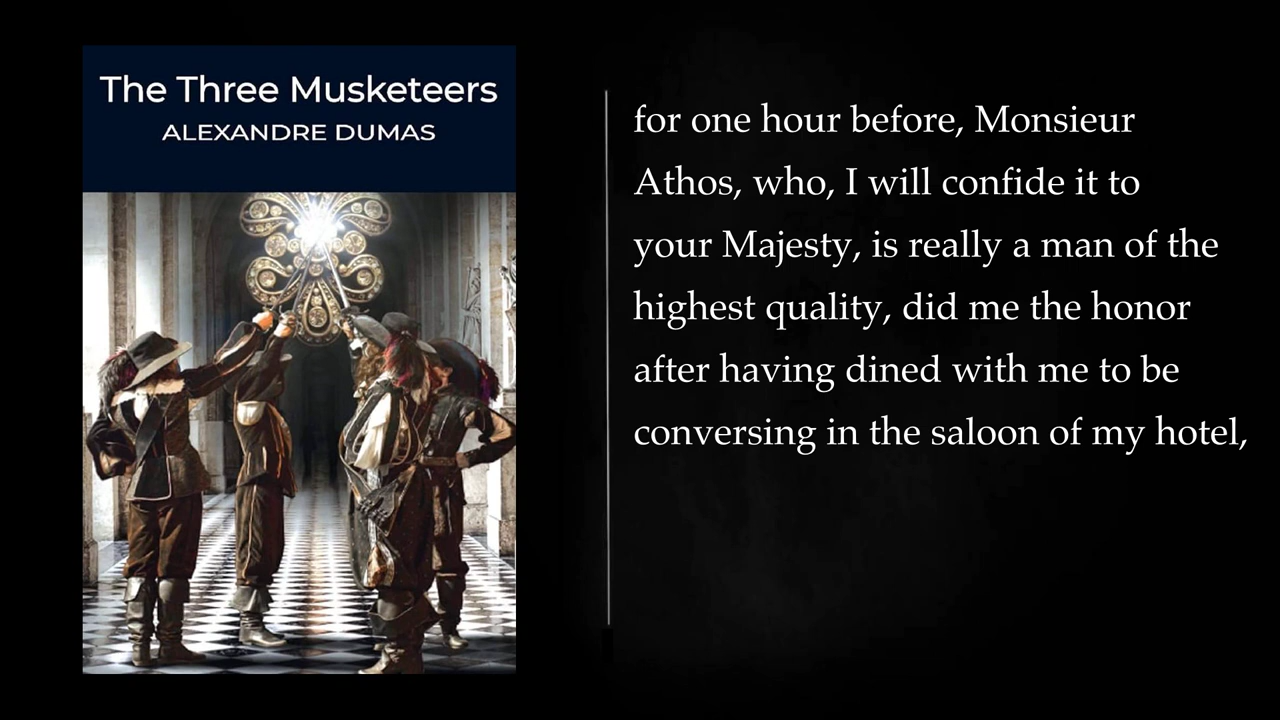 The Three Musketeers
ALEXANDRE DUMAS
for one hour before, Monsieur
Athos, who, I will confide it to
your Majesty, is really a man of the
highest quality, did me the honor
after having dined with me to be
conversing in the saloon of my hotel,